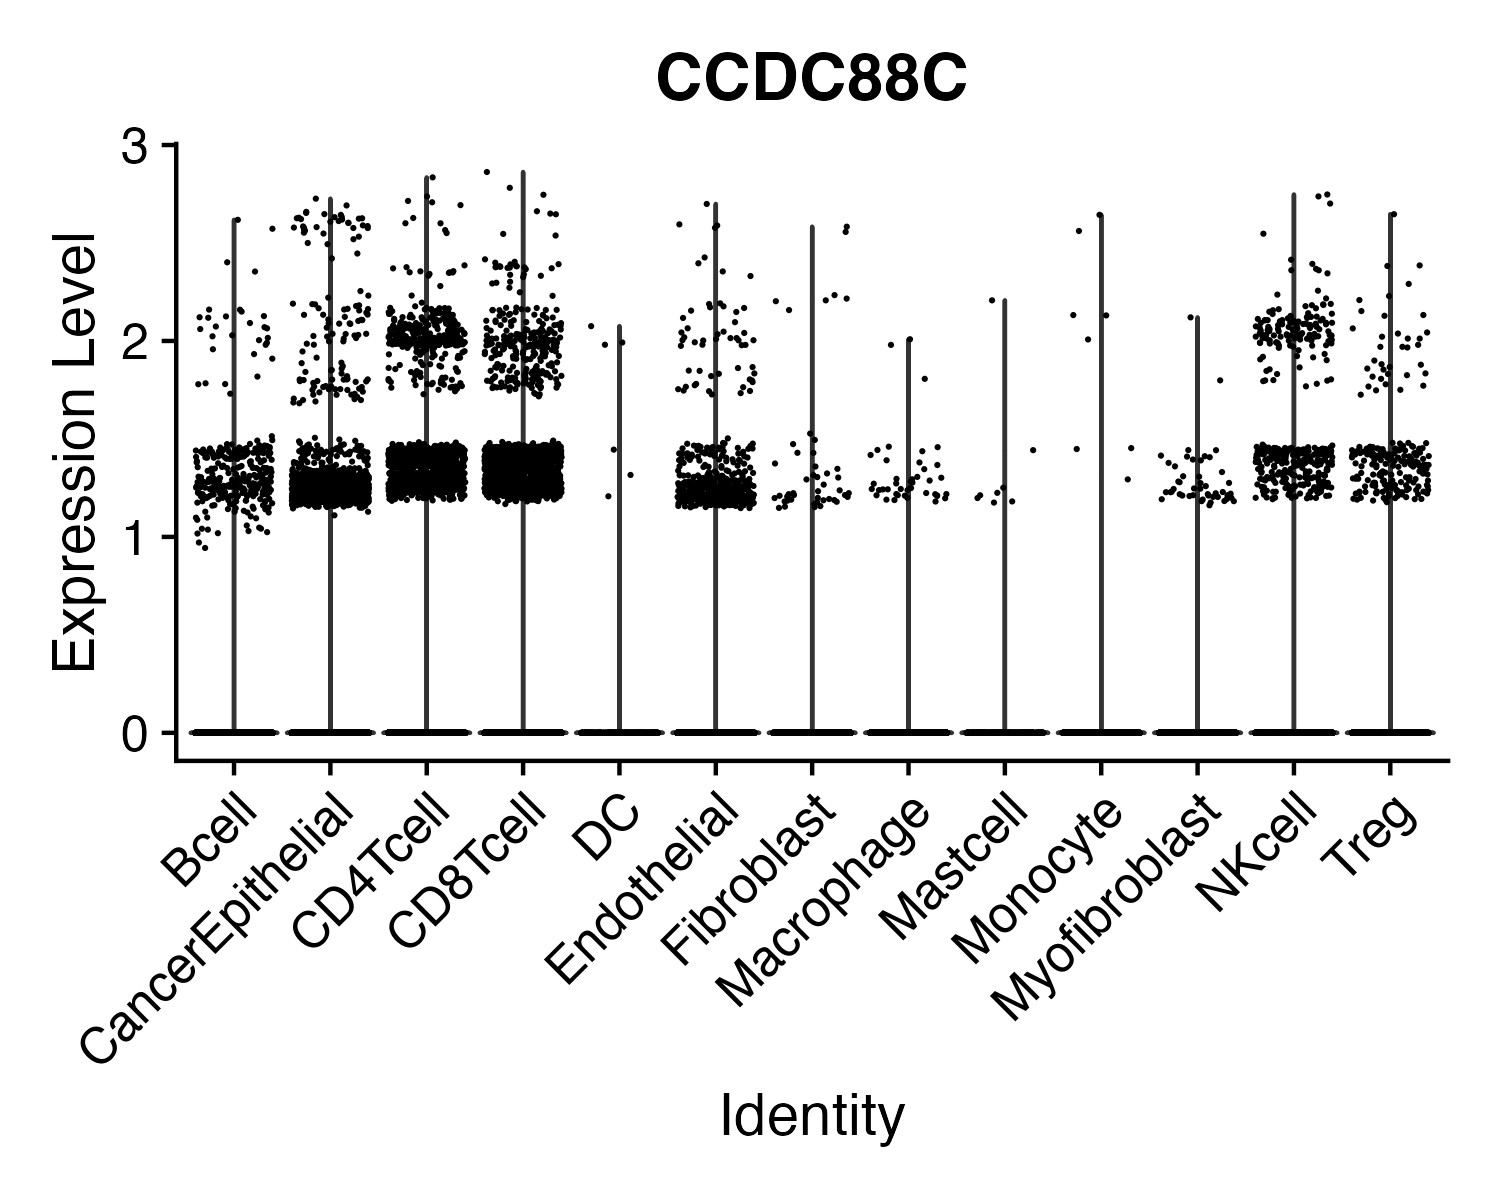 CCDC88C
Expression Level
3
2
1
0
Bcell
CancerEpithelial
CD4Tcell
CD8Tcell
DC
Endothelial
Fibroblast
Macrophage
Mastcell
Monocyte
Myofibroblast
NKcell
Treg
Identity